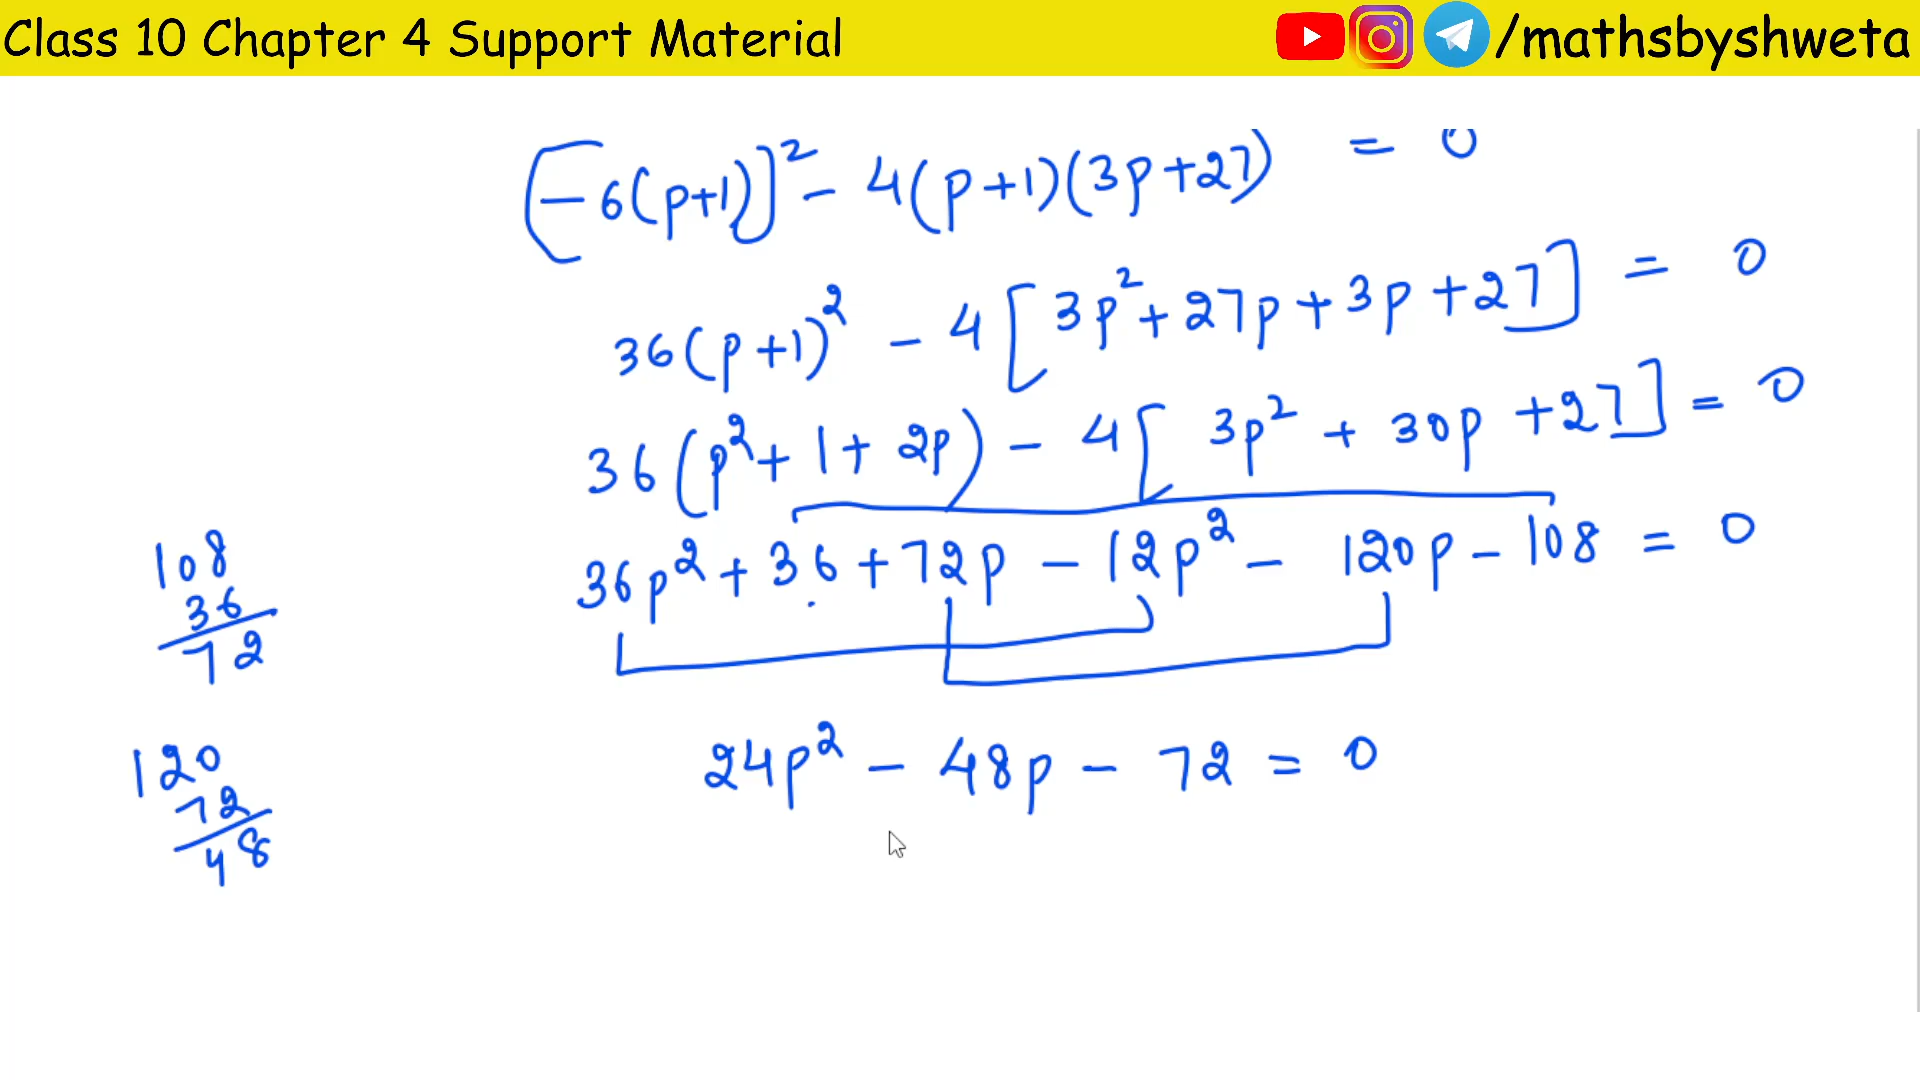 Class 10 Chapter 4 Support Material
/mathsbyshweta
[-6(p+1)]² - 4(p+1)(3p+27) = 0
36(p+1)² - 4[3p²+27p+3p+27] = 0
36(p²+1+2p) - 4[3p² + 30p +27] = 0
36p²+36+72p - 12p² - 120p - 108 = 0
24p² - 48p - 72 = 0
108
36
72
120
72
48